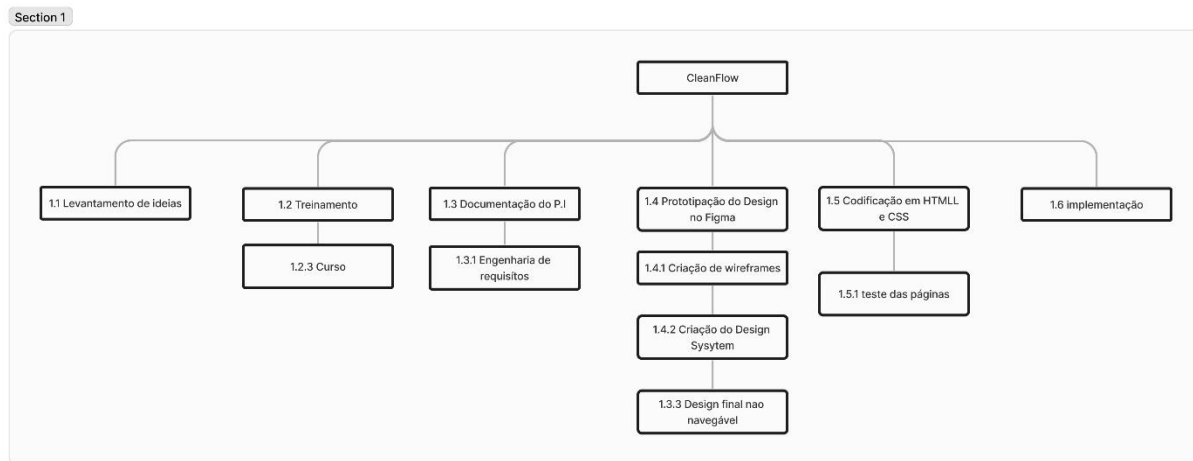 Section 1
CleanFlow
1.1 Levantamento de ideias
1.2 Treinamento
1.2.3 Curso
1.3 Documentação do P.I
1.3.1 Engenharia de
requisítos
1.4 Prototipação do Design
no Figma
1.4.1 Criação de wireframes
1.4.2 Criação do Design
Sysytem
1.3.3 Design final nao
navegável
1.5 Codificação em HTMLL
e CSS
1.5.1 teste das páginas
1.6 implementação